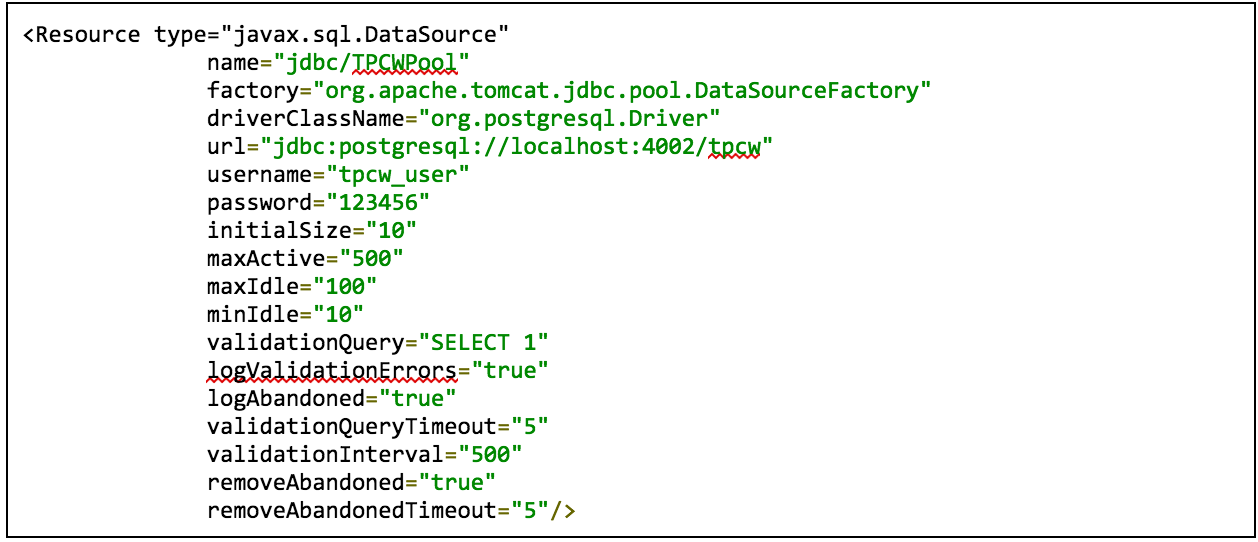 <Resource type="javax.sql.DataSource"
name="jdbc/TPCWPool"
factory="org.apache.tomcat.jdbc.pool.DataSourceFactory"
driverClassName="org.postgresql.Driver"
url="jdbc:postgresql://localhost:4002/tpcw"
username="tpcw_user"
password="123456"
initialSize="10"
maxActive="500"
maxIdle="100"
minIdle="10"
validationQuery="SELECT 1"
logValidationErrors="true"
logAbandoned="true"
validationQueryTimeout="5"
validationInterval="500"
removeAbandoned="true"
removeAbandonedTimeout="5"/>